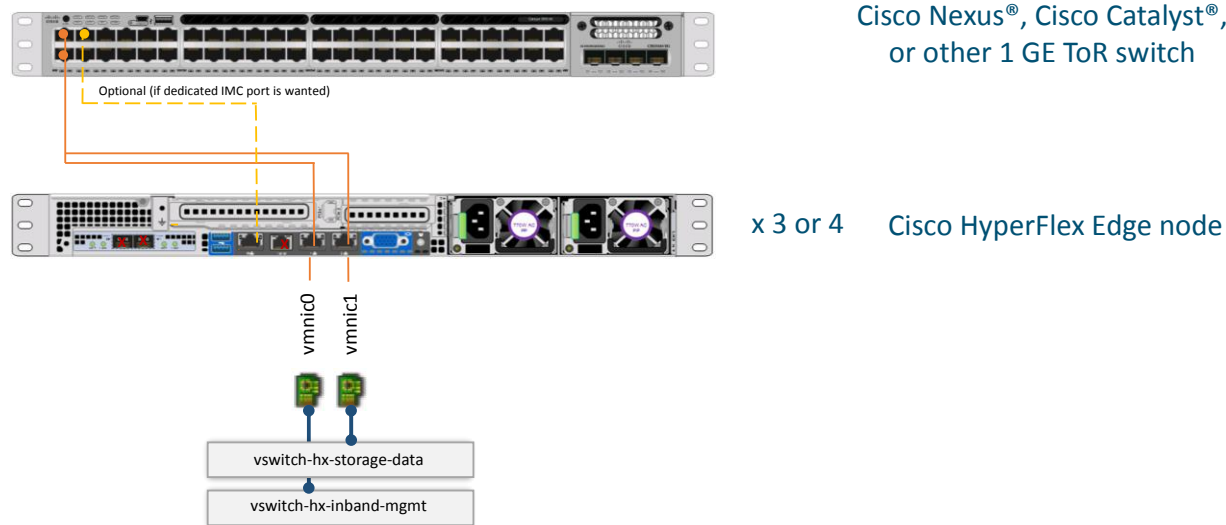 Cisco Nexus®, Cisco Catalyst®,
or other 1 GE ToR switch
Optional (if dedicated IMC port is wanted)
x 3 or 4
Cisco HyperFlex Edge node
vmnic0
vmnic1
vswitch-hx-storage-data
vswitch-hx-inband-mgmt